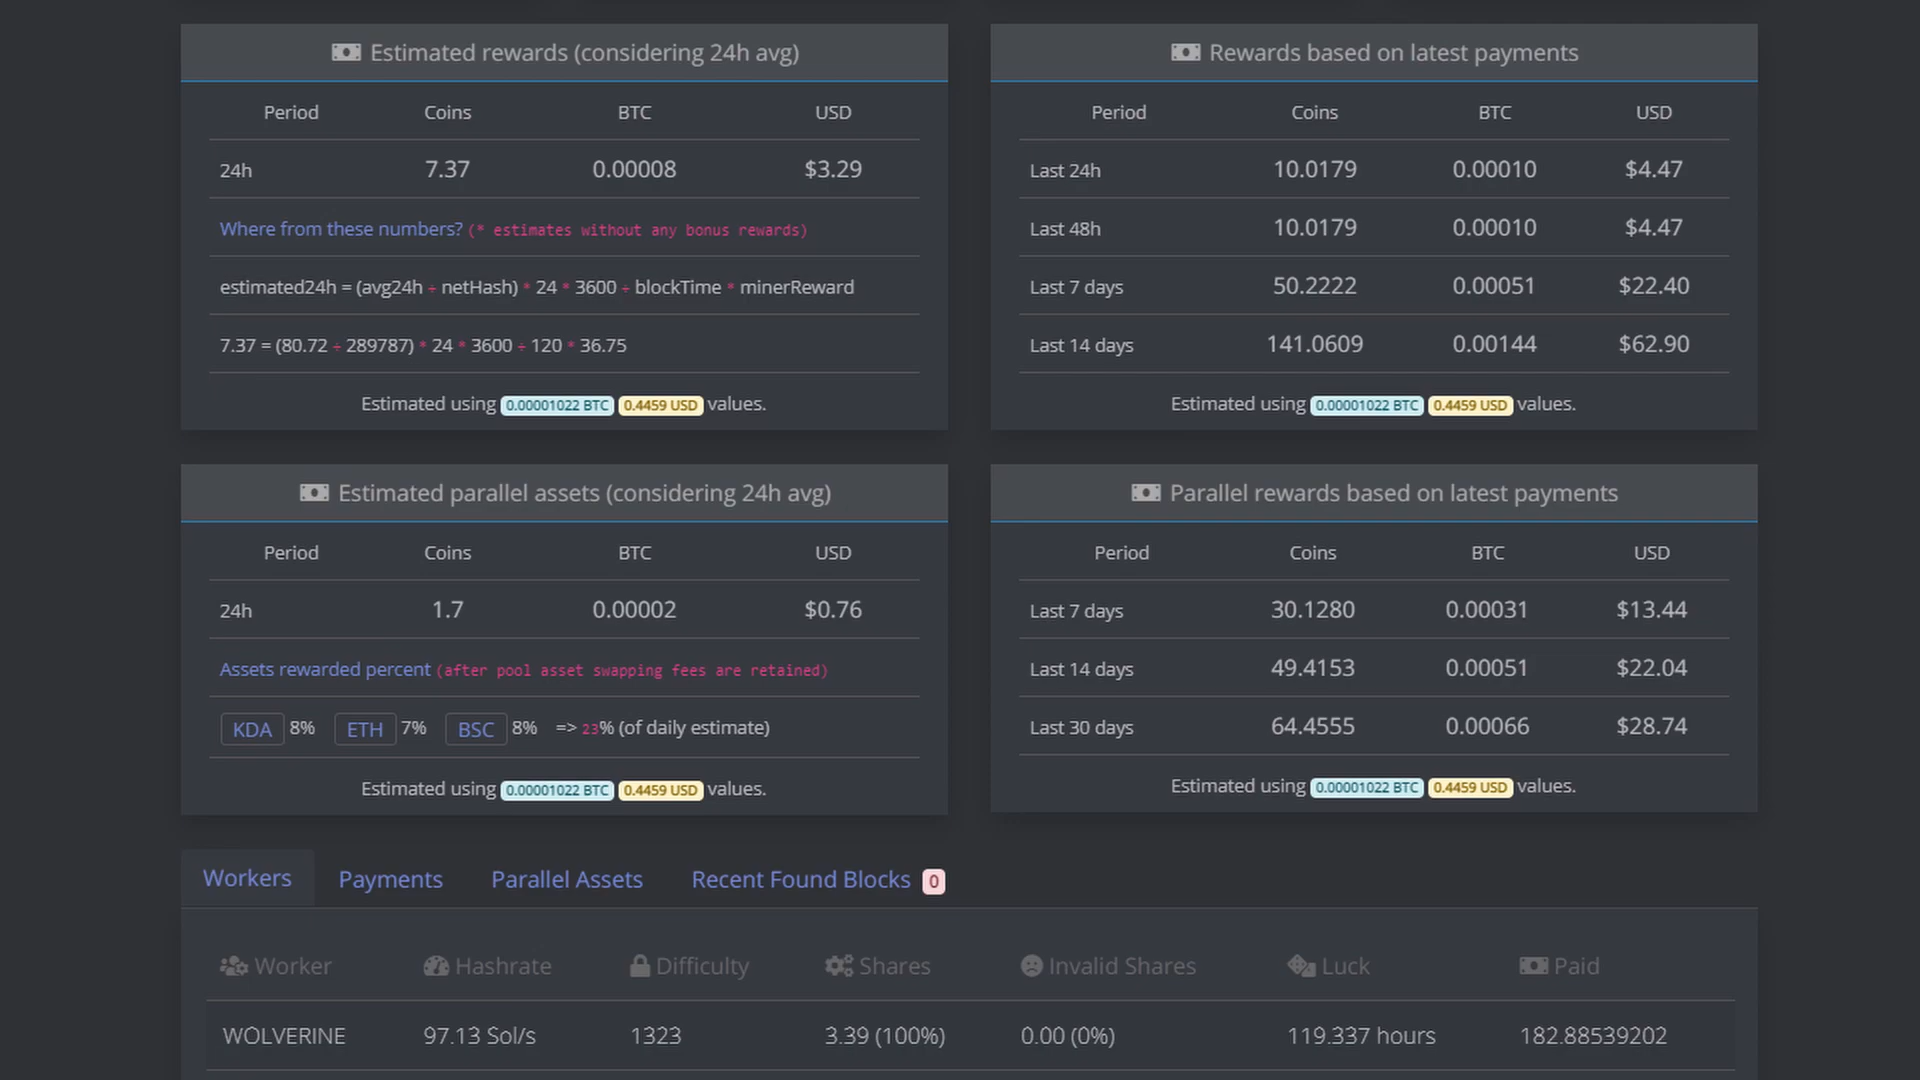 Estimated rewards (considering 24h avg)
Period Coins BTC USD
24h 7.37 0.00008 $3.29
Where from these numbers? (* estimates without any bonus rewards)
estimated24h = (avg24h ÷ netHash) * 24 * 3600 ÷ blockTime * minerReward
7.37 = (80.72 ÷ 289787) * 24 * 3600 ÷ 120 * 36.75
Estimated using 0.00001022 BTC 0.4459 USD values.
Rewards based on latest payments
Period Coins BTC USD
Last 24h 10.0179 0.00010 $4.47
Last 48h 10.0179 0.00010 $4.47
Last 7 days 50.2222 0.00051 $22.40
Last 14 days 141.0609 0.00144 $62.90
Estimated using 0.00001022 BTC 0.4459 USD values.
Estimated parallel assets (considering 24h avg)
Period Coins BTC USD
24h 1.7 0.00002 $0.76
Assets rewarded percent (after pool asset swapping fees are retained)
KDA 8% ETH 7% BSC 8% => 23% (of daily estimate)
Estimated using 0.00001022 BTC 0.4459 USD values.
Parallel rewards based on latest payments
Period Coins BTC USD
Last 7 days 30.1280 0.00031 $13.44
Last 14 days 49.4153 0.00051 $22.04
Last 30 days 64.4555 0.00066 $28.74
Estimated using 0.00001022 BTC 0.4459 USD values.
Workers Payments Parallel Assets Recent Found Blocks 0
Worker Hashrate Difficulty Shares Invalid Shares Luck Paid
WOLVERINE 97.13 Sol/s 1323 3.39 (100%) 0.00 (0%) 119.337 hours 182.88539202